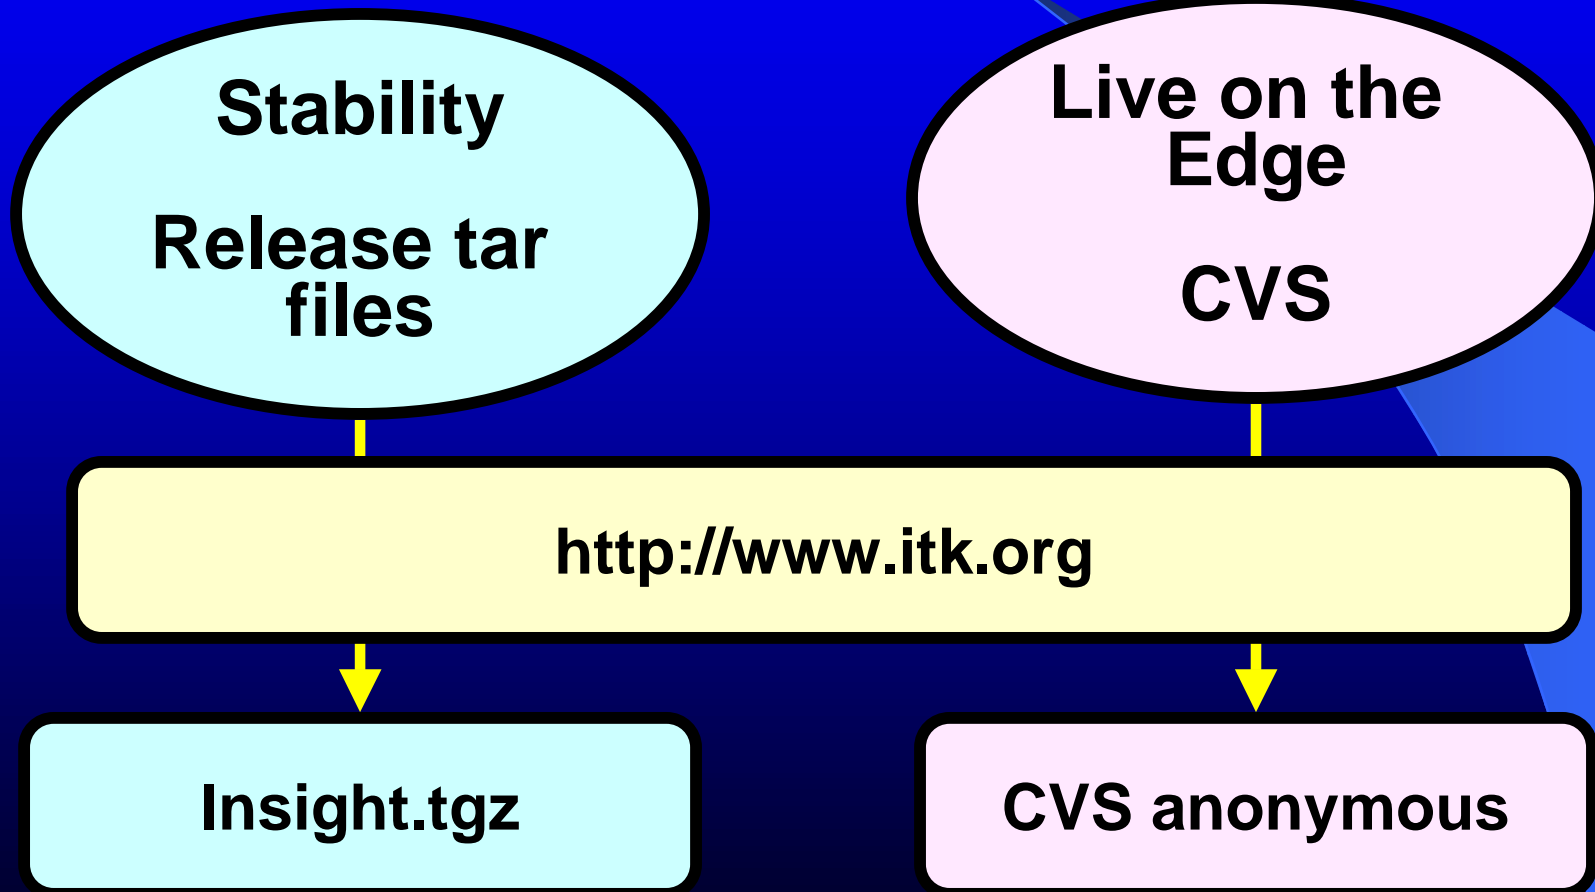 Stability
Release tar
files
Live on the
Edge
CVS
http://www.itk.org
Insight.tgz
CVS anonymous